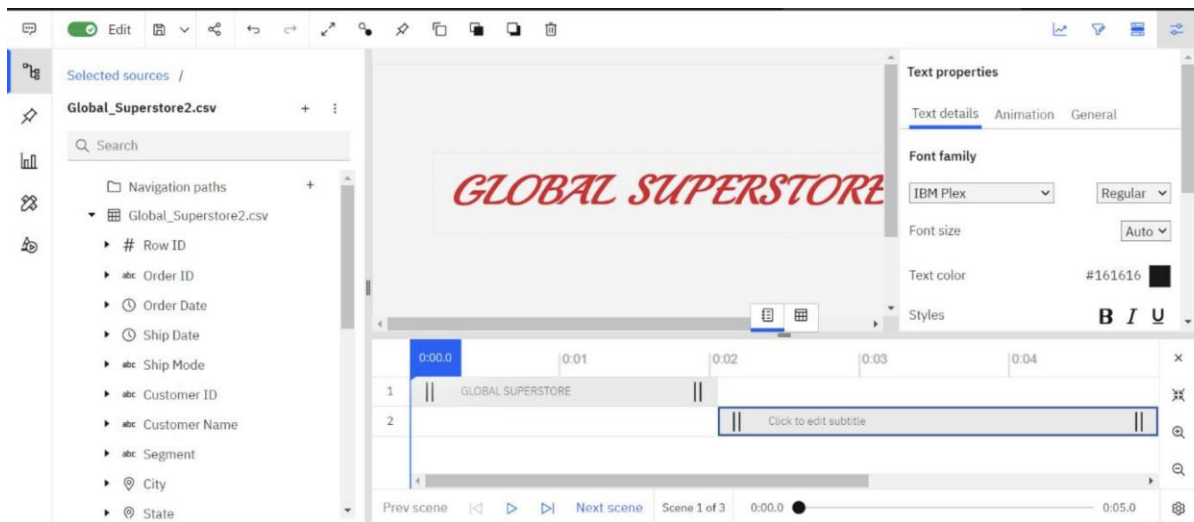 Edit
Selected sources /
Global_Superstore2.csv
Search
Navigation paths
Global_Superstore2.csv
# Row ID
abc Order ID
Order Date
Ship Date
abc Ship Mode
abc Customer ID
abc Customer Name
abc Segment
City
State
GLOBAL SUPERSTORE
Text properties
Text details Animation General
Font family
IBM Plex Regular
Font size Auto
Text color #161616
Styles B I U
0:00.0 0:01 0:02 0:03 0:04
1 GLOBAL SUPERSTORE
2 Click to edit subtitle
Prev scene Next scene Scene 1 of 3 0:00.0 0:05.0